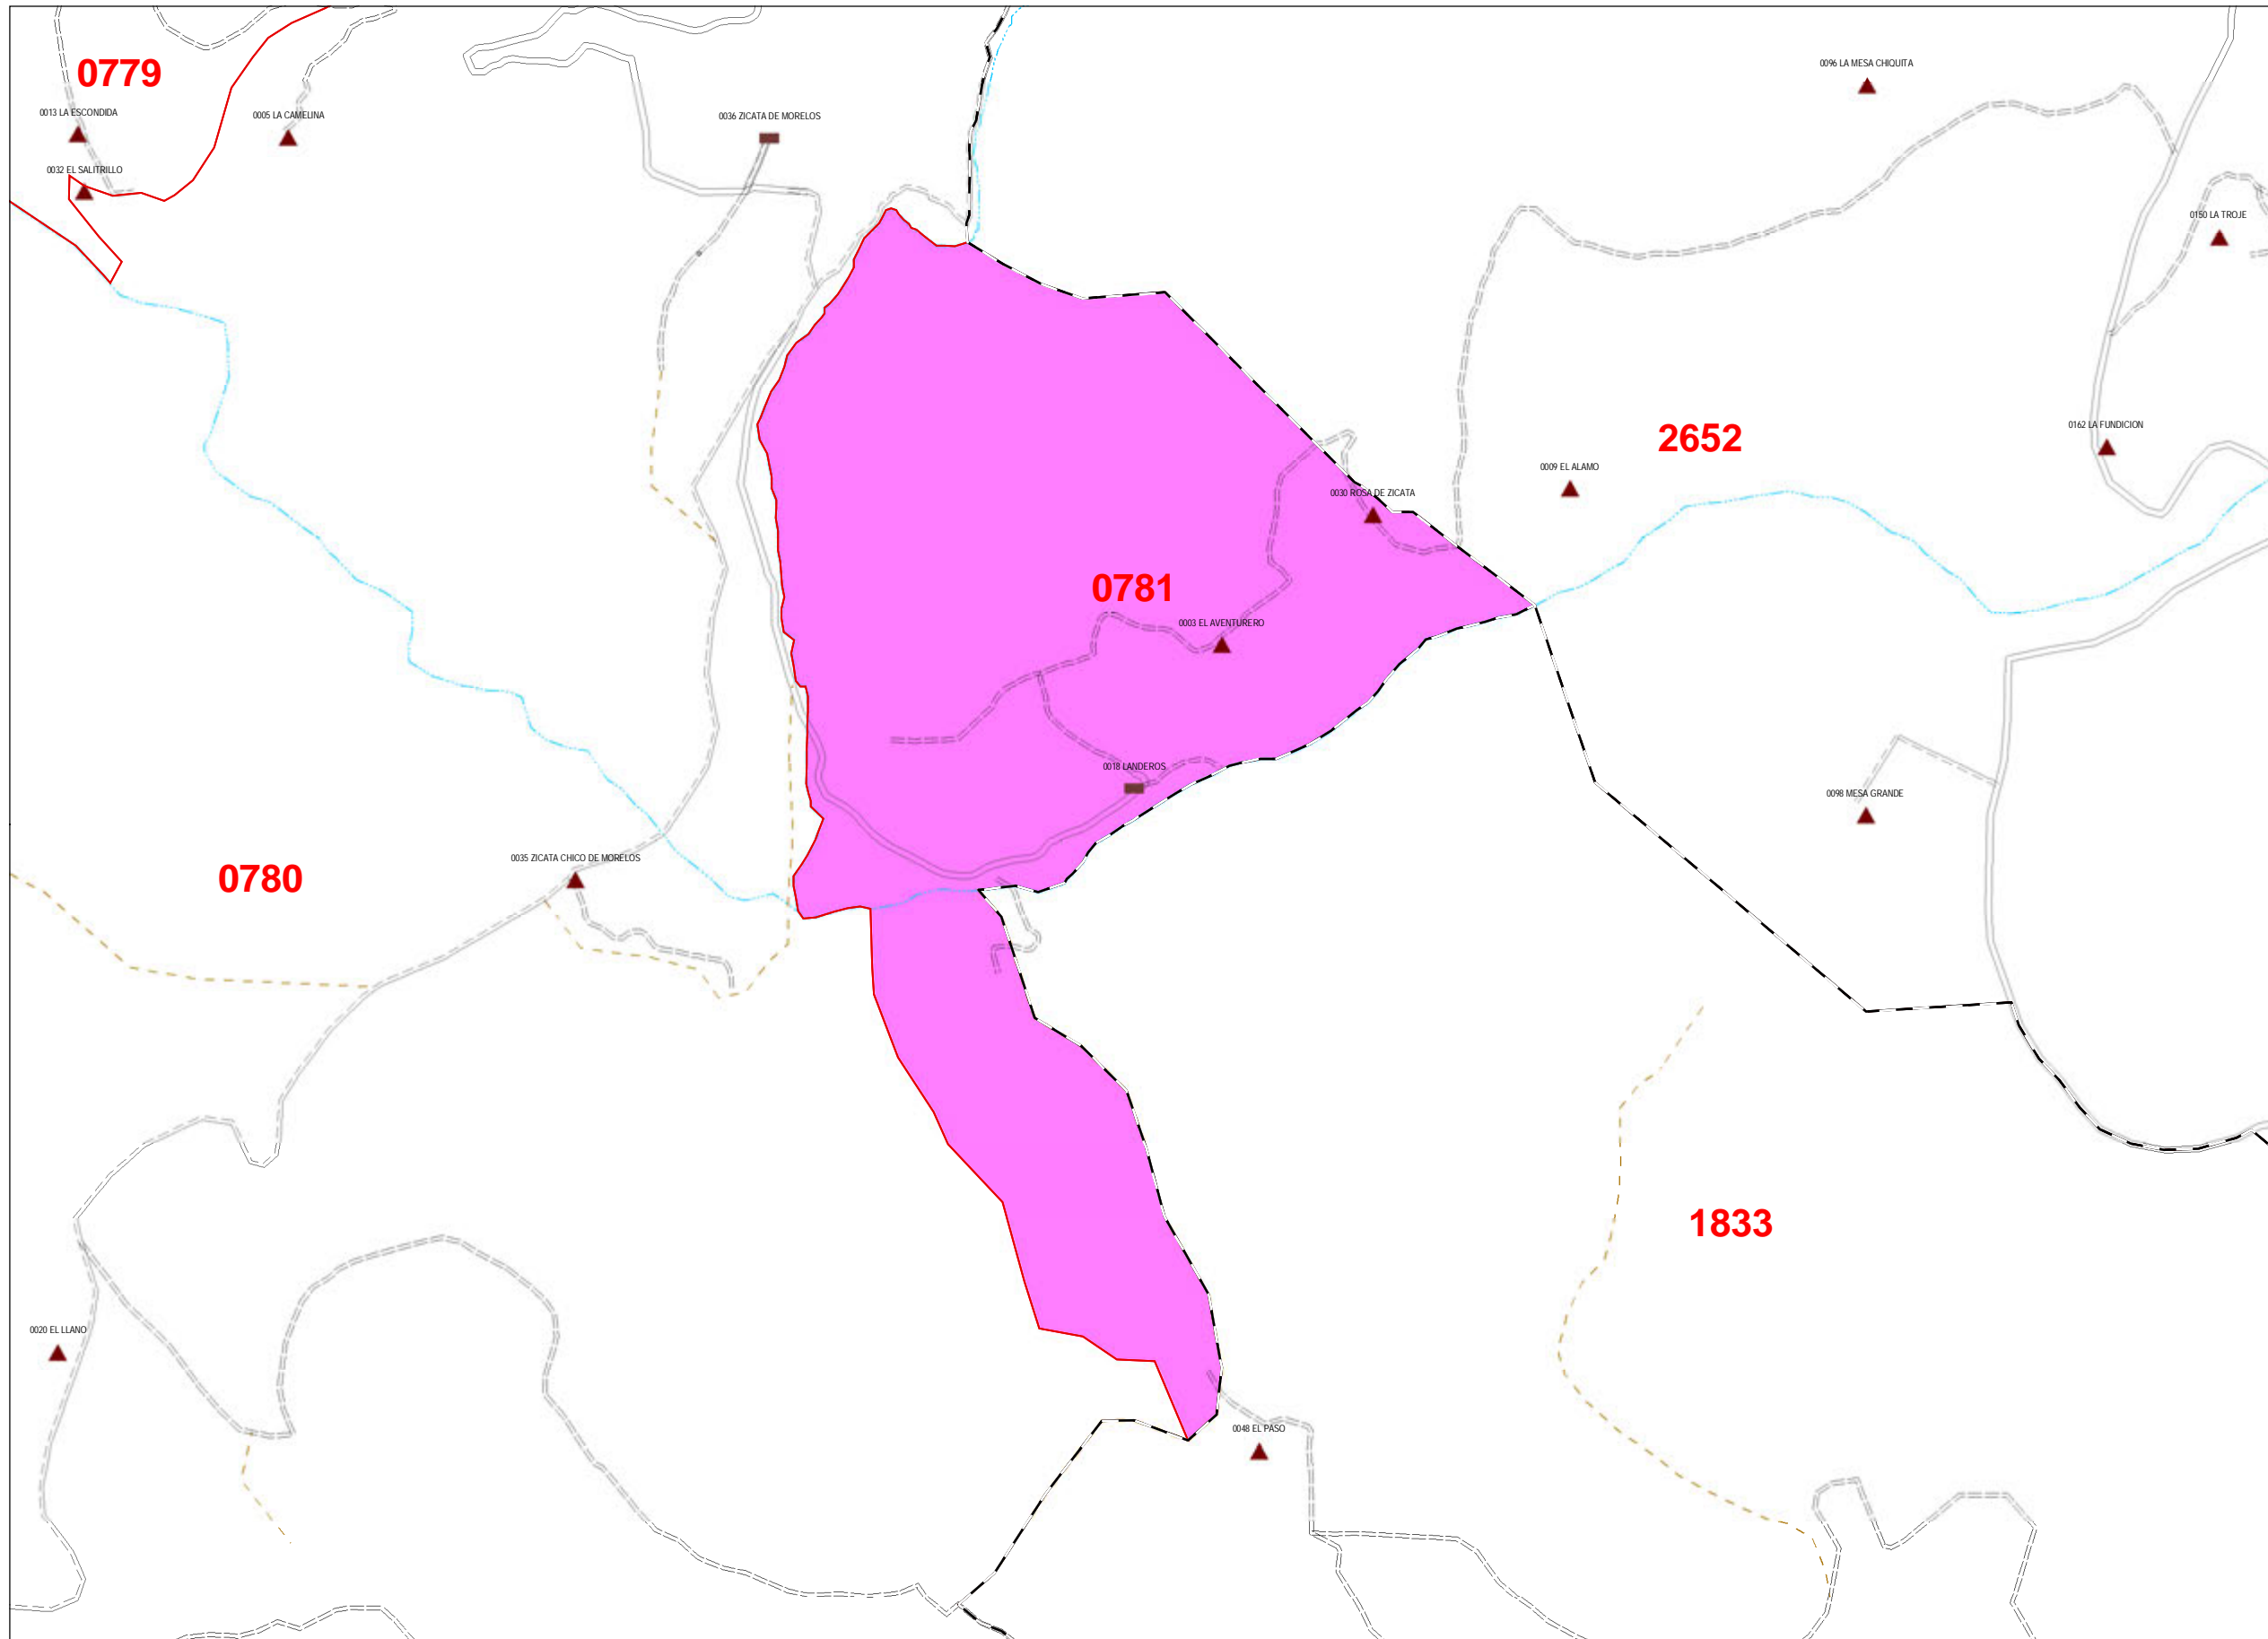 0096 LA MESA CHIQUITA
0779
0013 LA ESCONDIDA
0005 LA CAMELINA
0036 ZICATA DE MORELOS
0032 EL SALITRILLO
0150 LA TROJE
0162 LA FUNDICION
2652
0009 EL ALAMO
0030 ROSA DE ZICATA
0781
0003 EL AVENTURERO
0018 LANDEROS
0098 MESA GRANDE
0035 ZICATA CHICO DE MORELOS
0780
1833
0020 EL LLANO
0048 EL PASO